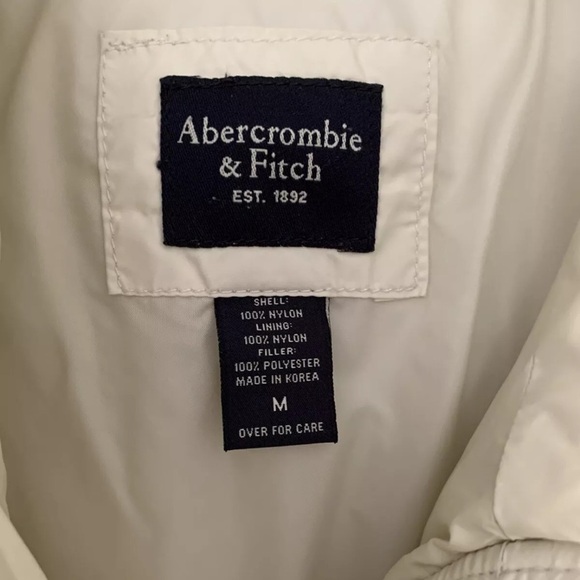 Abercrombie
& Fitch
EST. 1892
SHELL:
100% NYLON
LINING:
100% NYLON
FILLER:
100% POLYESTER
MADE IN KOREA
M
OVER FOR CARE